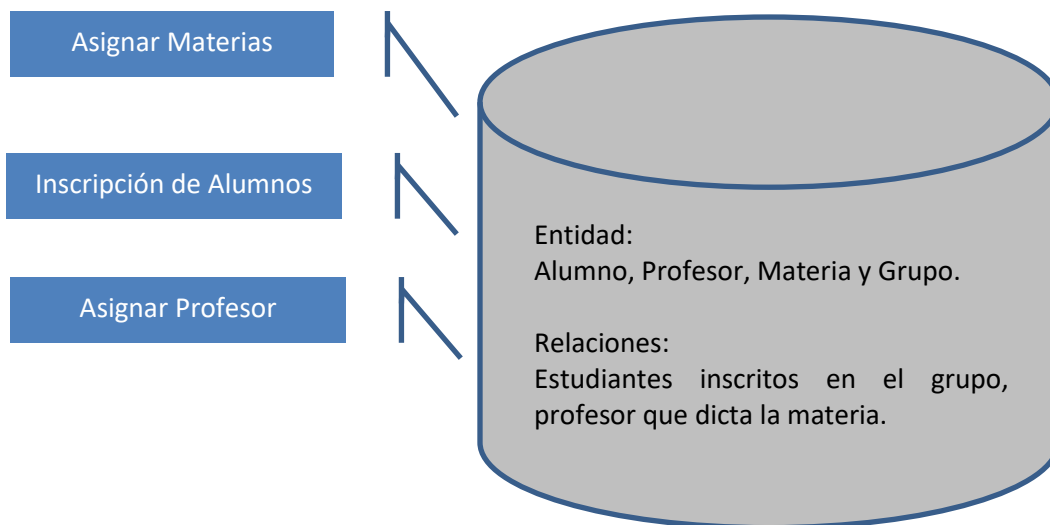 Asignar Materias
Inscripción de Alumnos
Asignar Profesor
Entidad:
Alumno, Profesor, Materia y Grupo.
Relaciones:
Estudiantes inscritos en el grupo,
profesor que dicta la materia.